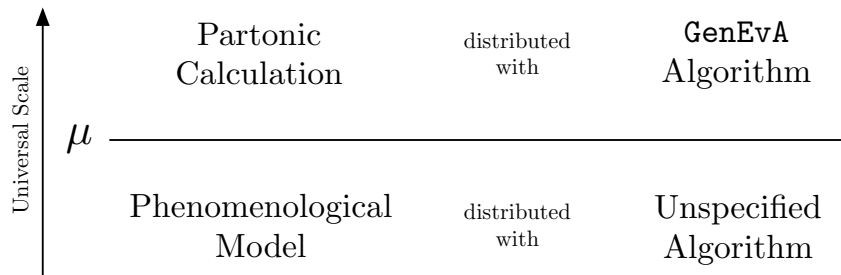 Universal Scale
Partonic
Calculation
distributed
with
GenEvA
Algorithm
μ
Phenomenological
Model
distributed
with
Unspecified
Algorithm